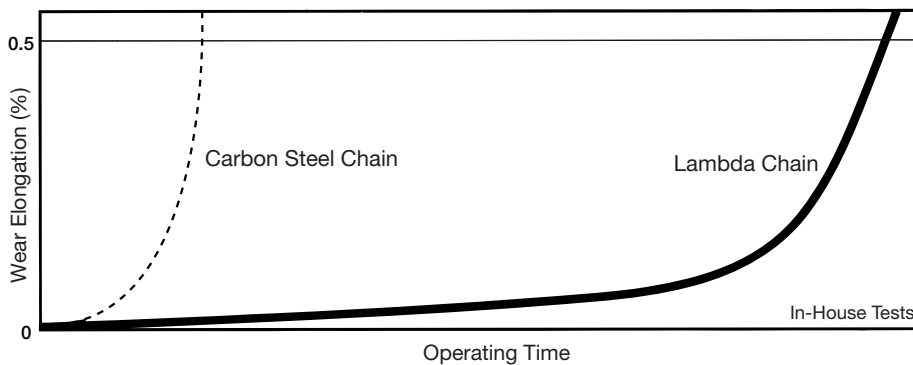 0.5
Wear Elongation (%)
Carbon Steel Chain
Lambda Chain
In-House Tests
0
Operating Time